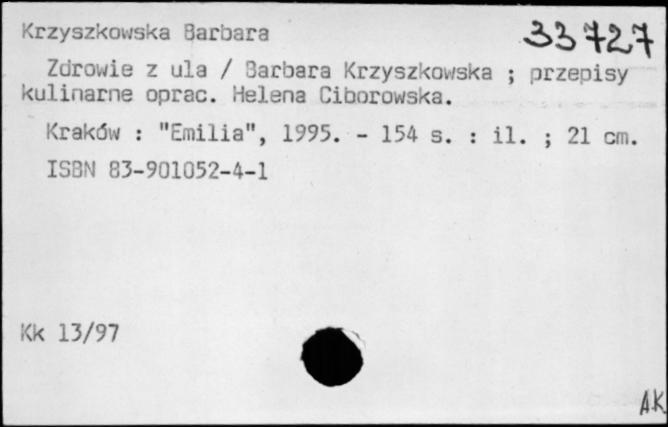 Krzyszkowska Barbara 33727
Zdrowie z ula / Barbara Krzyszkowska ; przepisy
kulinarne oprac. Helena Ciborowska.
Kraków : "Emilia", 1995. - 154 s. : il. ; 21 cm.
ISBN 83-901052-4-1
Kk 13/97
AK